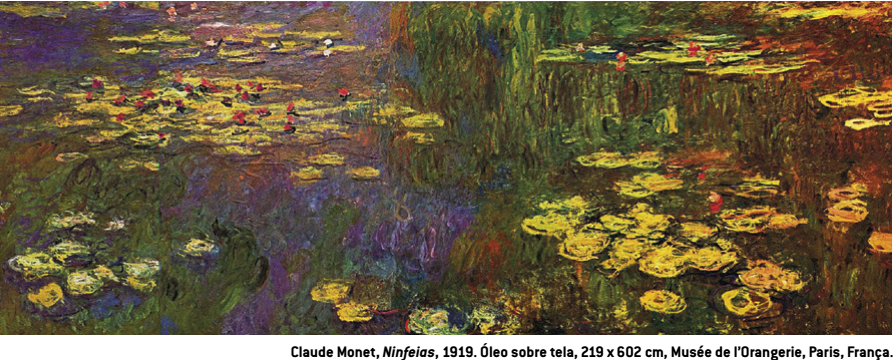 Claude Monet, Ninfeias, 1919. Óleo sobre tela, 219 x 602 cm, Musée de l'Orangerie, Paris, França.